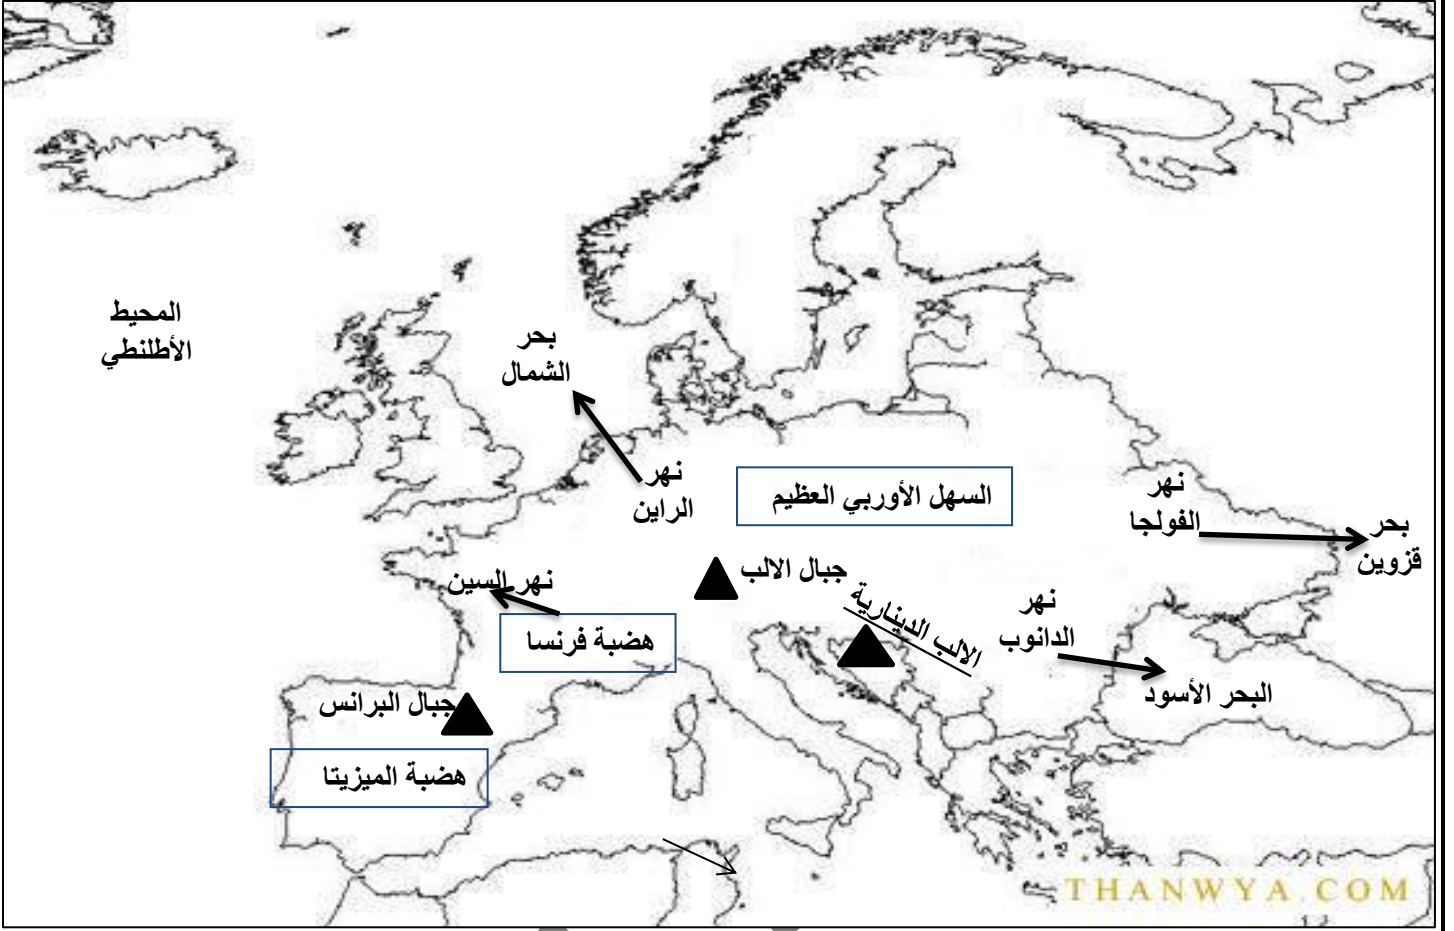 المحيط
الأطلنطي
بحر
الشمال
نهر
الراين
السهل الأوربي العظيم
نهر
الفولجا
بحر
قزوين
جبال الالب
الالب الدينارية
نهر
الدانوب
البحر الأسود
نهر السين
هضبة فرنسا
جبال البرانس
هضبة الميزيتا
THANWYA.COM